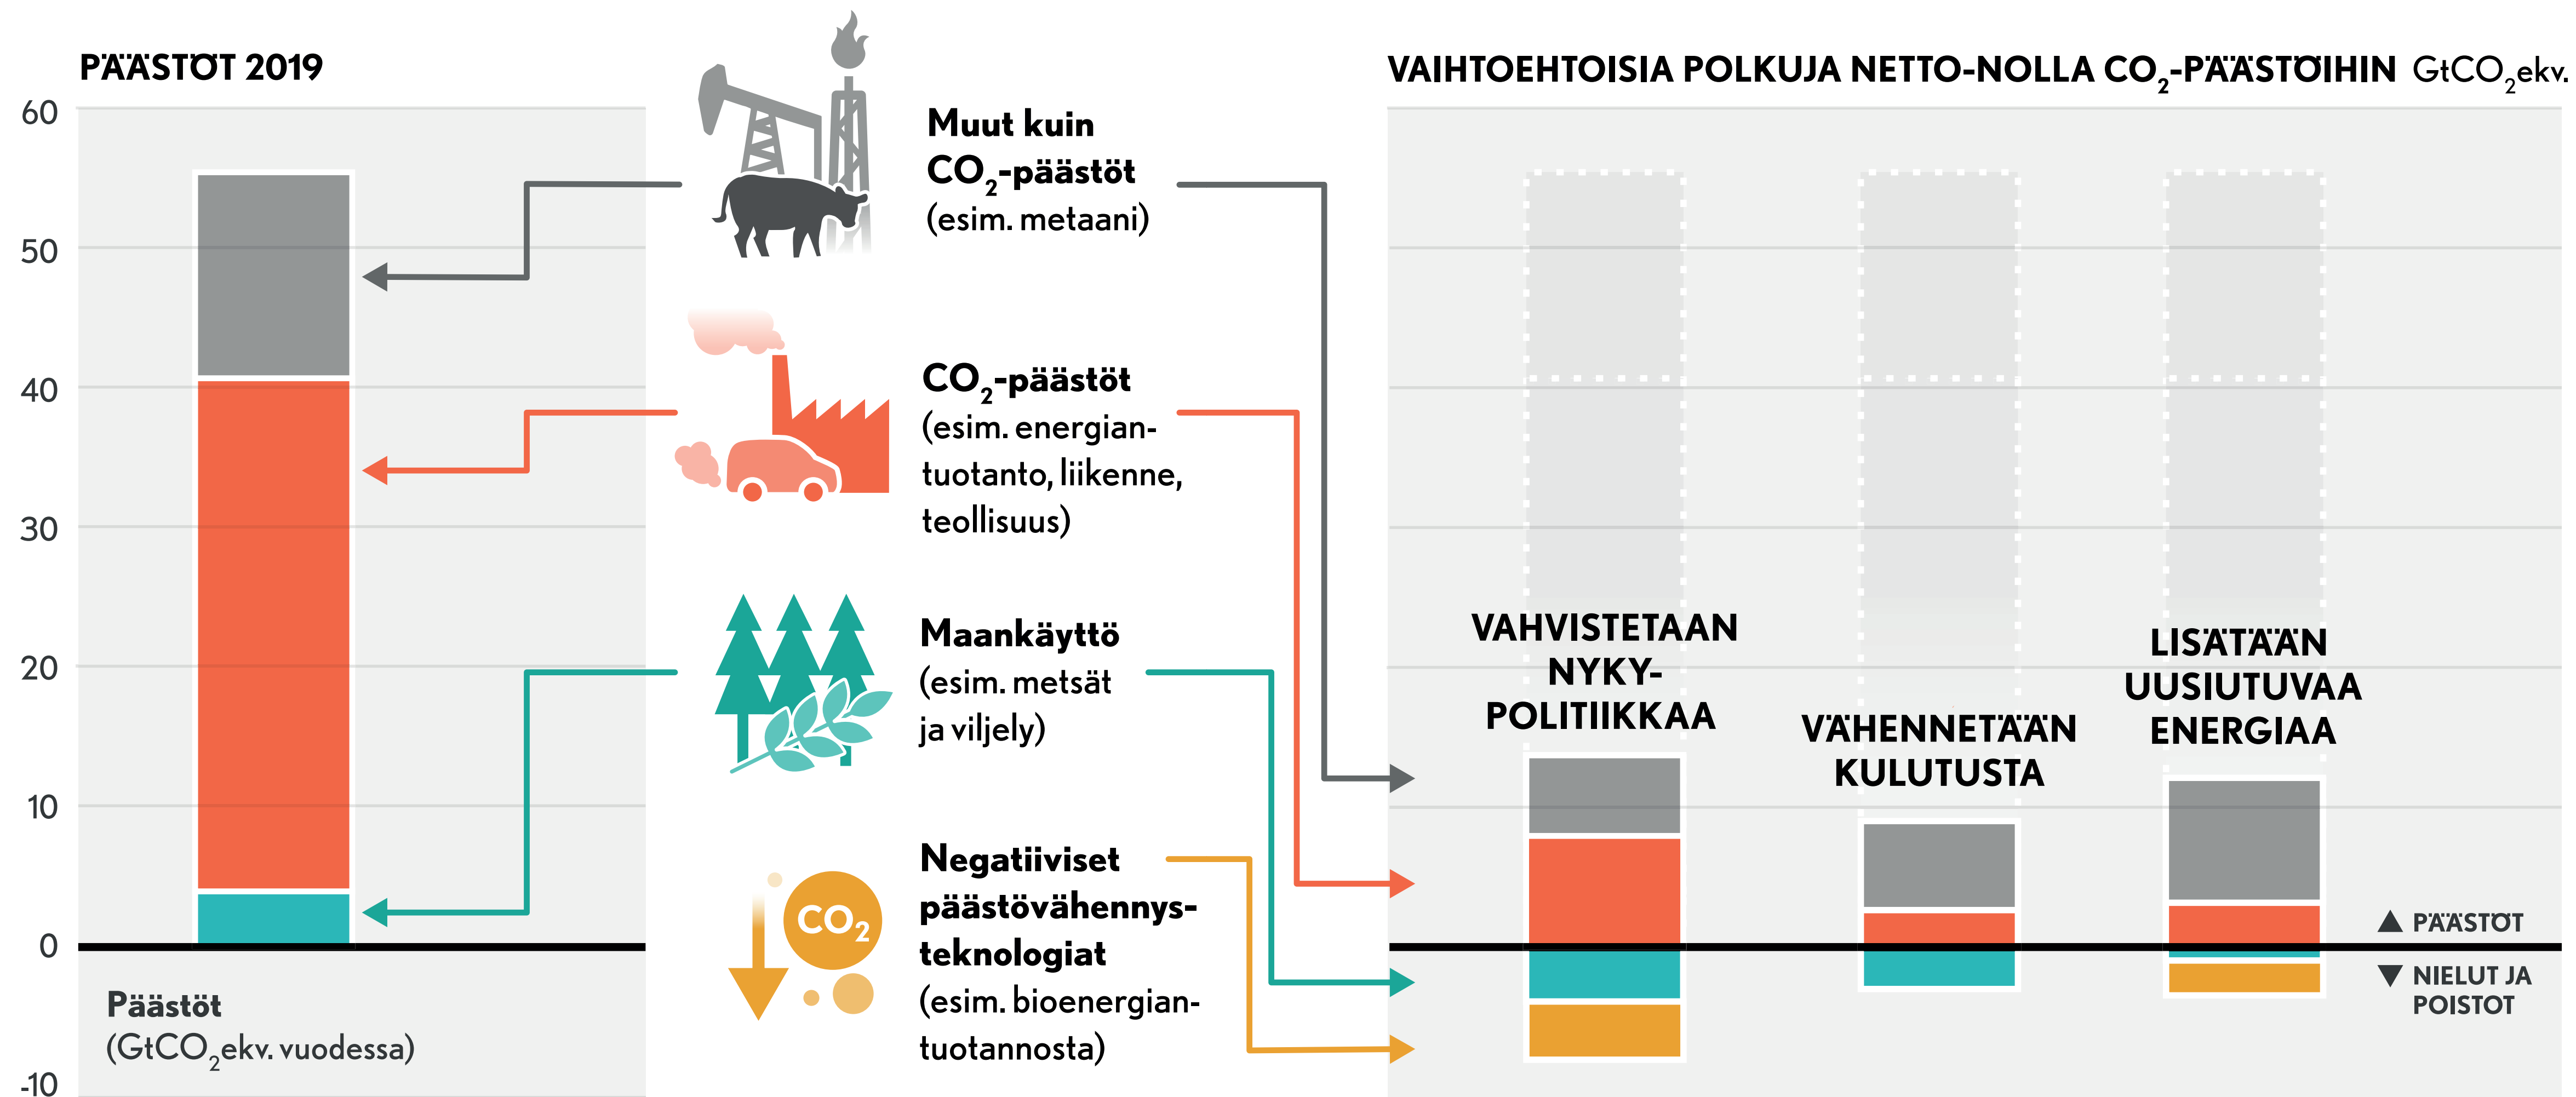 PÄÄSTÖT 2019
60
50
40
30
20
10
0
-10
Päästöt
(GtCO₂ekv. vuodessa)
Muut kuin
CO₂-päästöt
(esim. metaani)
CO₂-päästöt
(esim. energian-
tuotanto, liikenne,
teollisuus)
Maankäyttö
(esim. metsät
ja viljely)
CO₂
Negatiiviset
päästövähennys-
teknologiat
(esim. bioenergian-
tuotannosta)
VAIHTOEHTOISIA POLKUJA NETTO-NOLLA CO₂-PÄÄSTÖIHIN GtCO₂ekv.
VAHVISTETAAN
NYKY-
POLITIIKKAA
VÄHENNETÄÄN
KULUTUSTA
LISÄTÄÄN
UUSIUTUVAA
ENERGIAA
▲ PÄÄSTÖT
▼ NIELUT JA
POISTOT